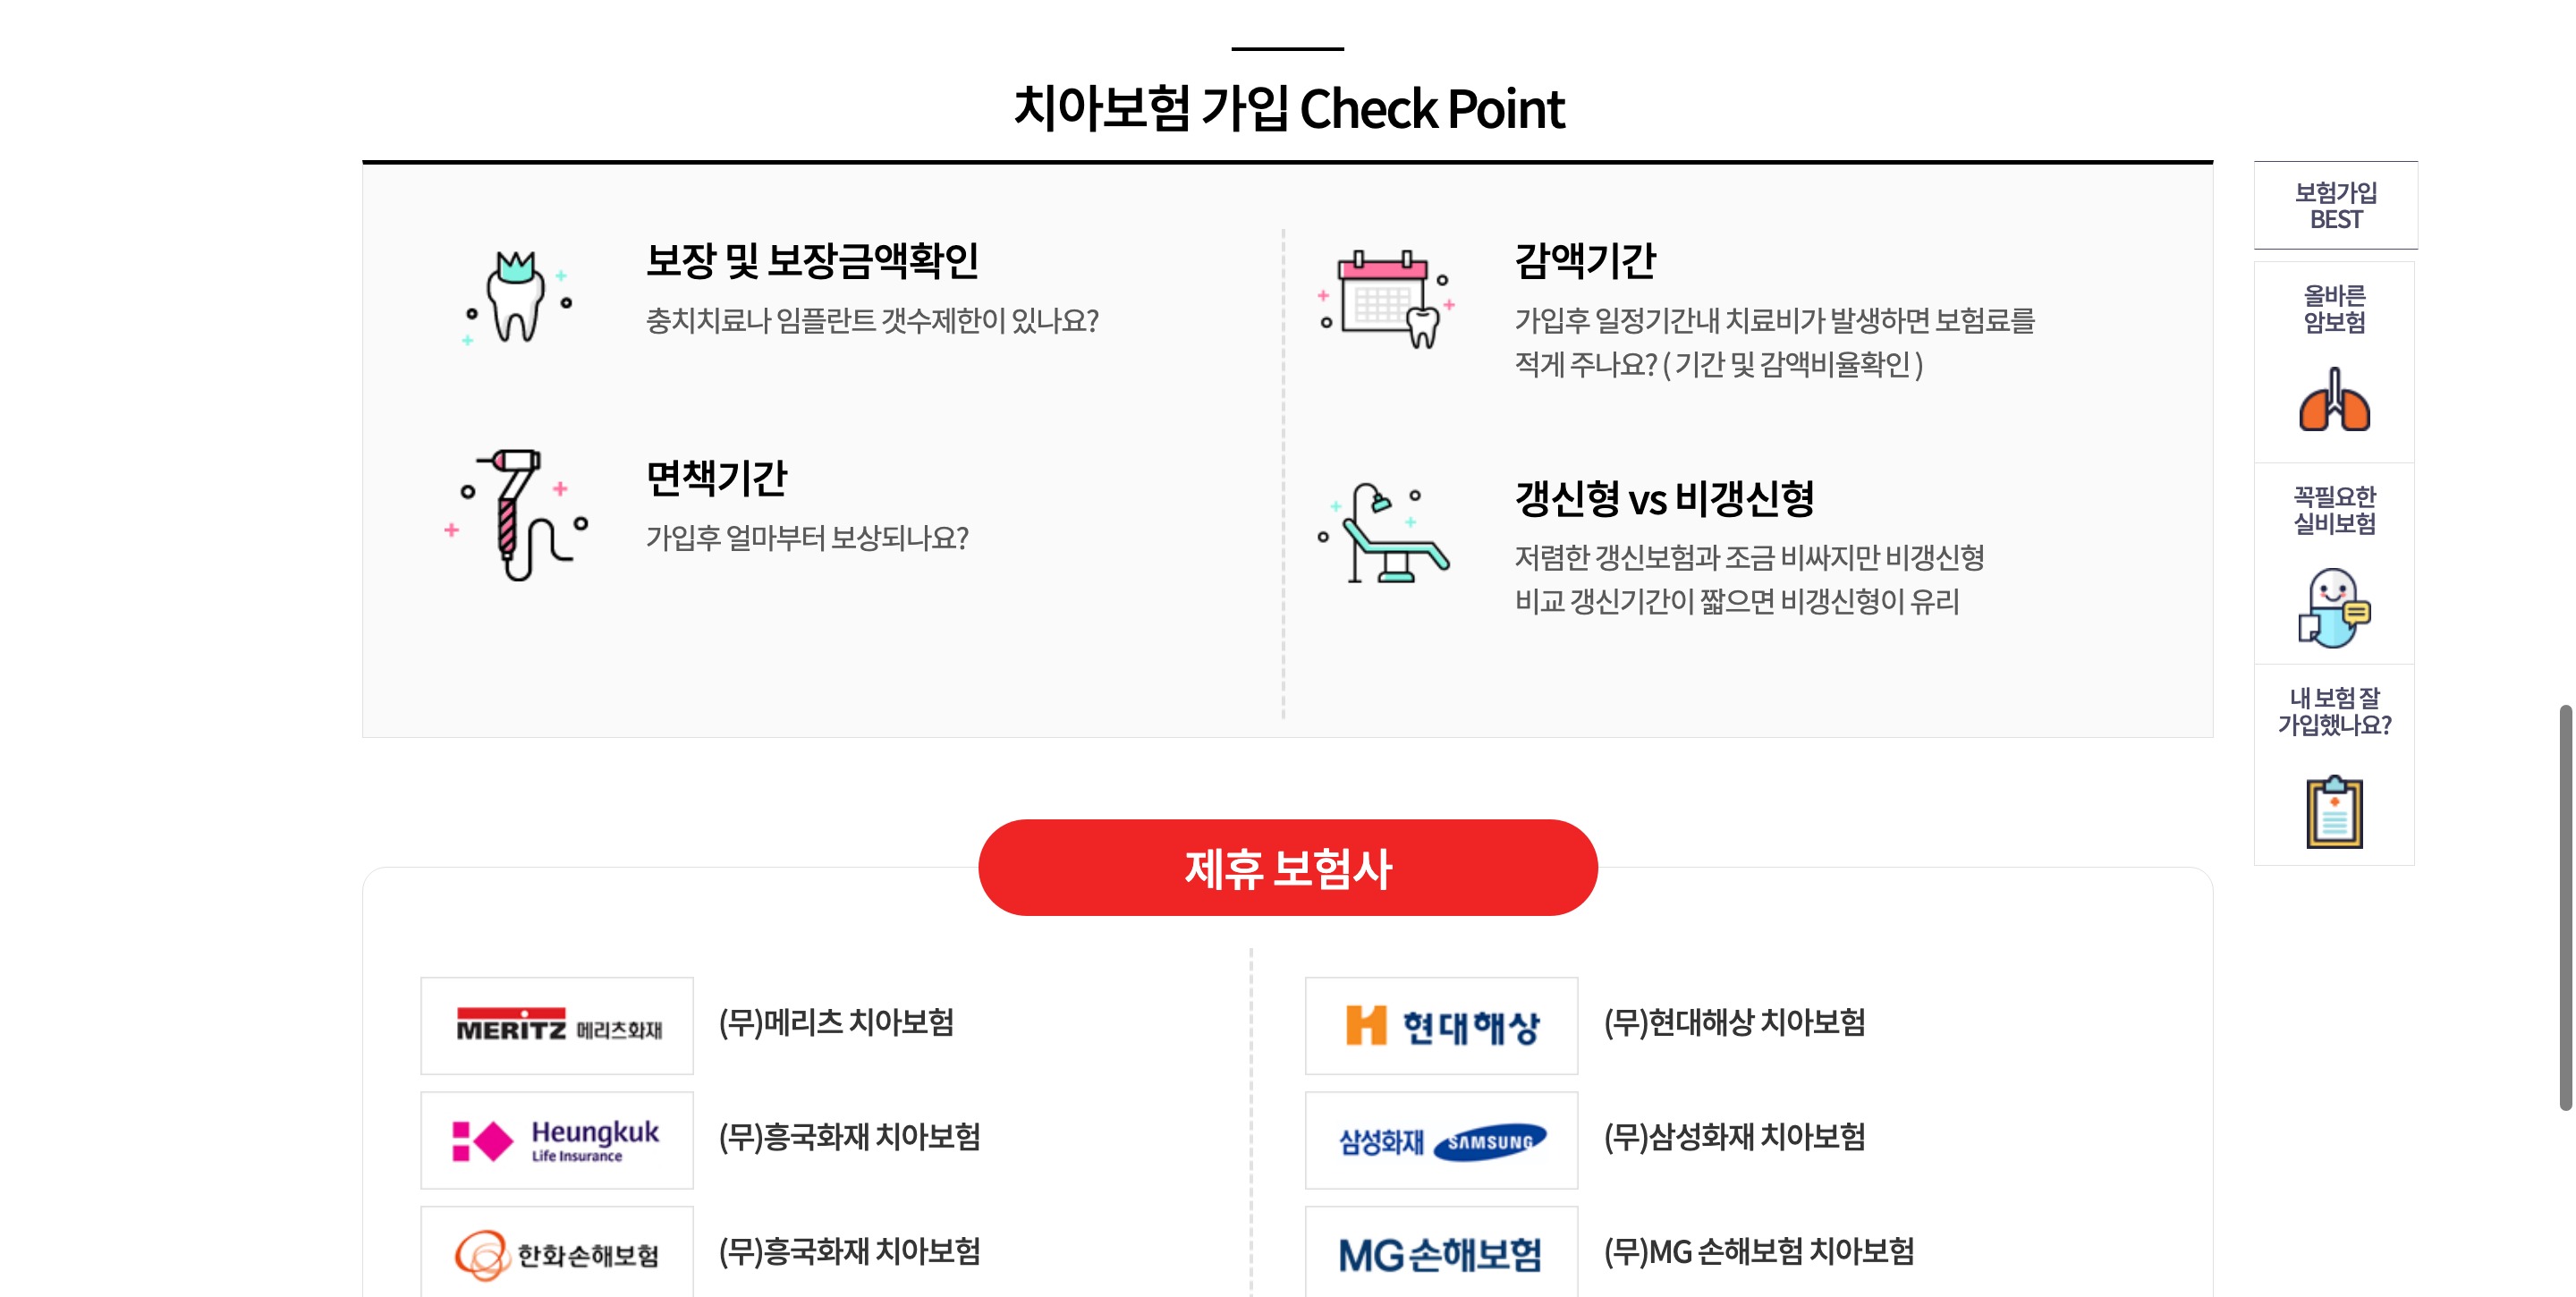 치아보험 가입 Check Point
보장 및 보장금액확인
충치치료나 임플란트 갯수제한이 있나요?
면책기간
가입후 얼마부터 보상되나요?
감액기간
가입후 일정기간내 치료비가 발생하면 보험료를
적게 주나요? ( 기간 및 감액비율확인 )
갱신형 vs 비갱신형
저렴한 갱신보험과 조금 비싸지만 비갱신형
비교 갱신기간이 짧으면 비갱신형이 유리
보험가입
BEST
올바른
암보험
꼭필요한
실비보험
내 보험 잘
가입했나요?
제휴 보험사
MERITZ 메리츠화재
(무)메리츠 치아보험
현대해상
(무)현대해상 치아보험
Heungkuk
Life Insurance
(무)흥국화재 치아보험
삼성화재 SAMSUNG
(무)삼성화재 치아보험
한화손해보험
(무)흥국화재 치아보험
MG손해보험
(무)MG 손해보험 치아보험